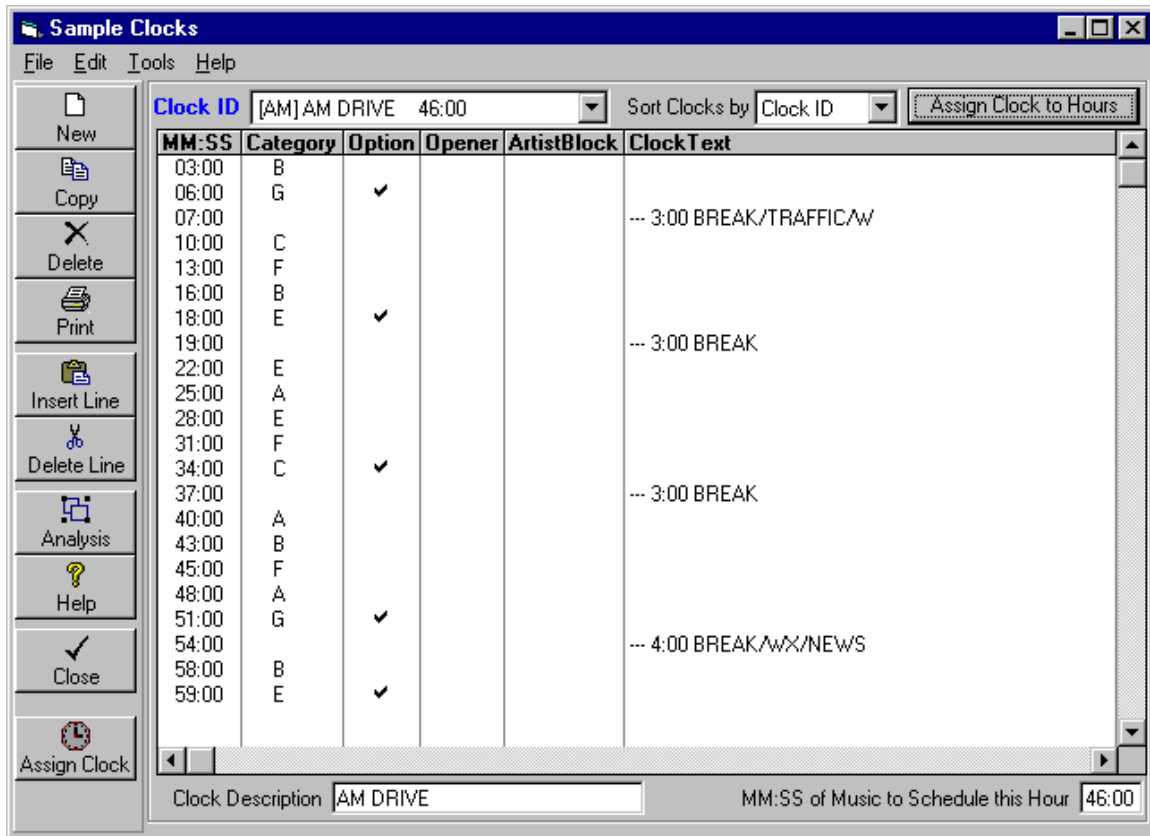 Sample Clocks
File Edit Tools Help
New
Copy
Delete
Print
Insert Line
Delete Line
Analysis
Help
Close
Assign Clock
Clock ID [AM] AM DRIVE 46:00 Sort Clocks by Clock ID Assign Clock to Hours
MM:SS Category Option Opener ArtistBlock ClockText
03:00 B
06:00 G ✔
07:00 --- 3:00 BREAK/TRAFFIC/W
10:00 C
13:00 F
16:00 B
18:00 E ✔
19:00 --- 3:00 BREAK
22:00 E
25:00 A
28:00 E
31:00 F
34:00 C ✔
37:00 --- 3:00 BREAK
40:00 A
43:00 B
45:00 F
48:00 A
51:00 G ✔
54:00 --- 4:00 BREAK/WX/NEWS
58:00 B
59:00 E ✔
Clock Description AM DRIVE MM:SS of Music to Schedule this Hour 46:00